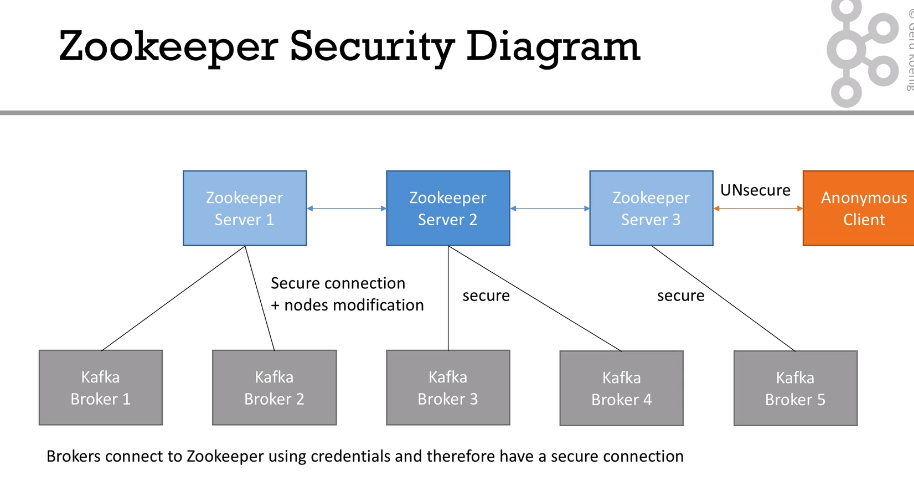 Zookeeper Security Diagram
© Gerd Koenig
Zookeeper
Server 1
Zookeeper
Server 2
Zookeeper
Server 3
UNsecure
Anonymous
Client
Secure connection
+ nodes modification
secure
secure
Kafka
Broker 1
Kafka
Broker 2
Kafka
Broker 3
Kafka
Broker 4
Kafka
Broker 5
Brokers connect to Zookeeper using credentials and therefore have a secure connection